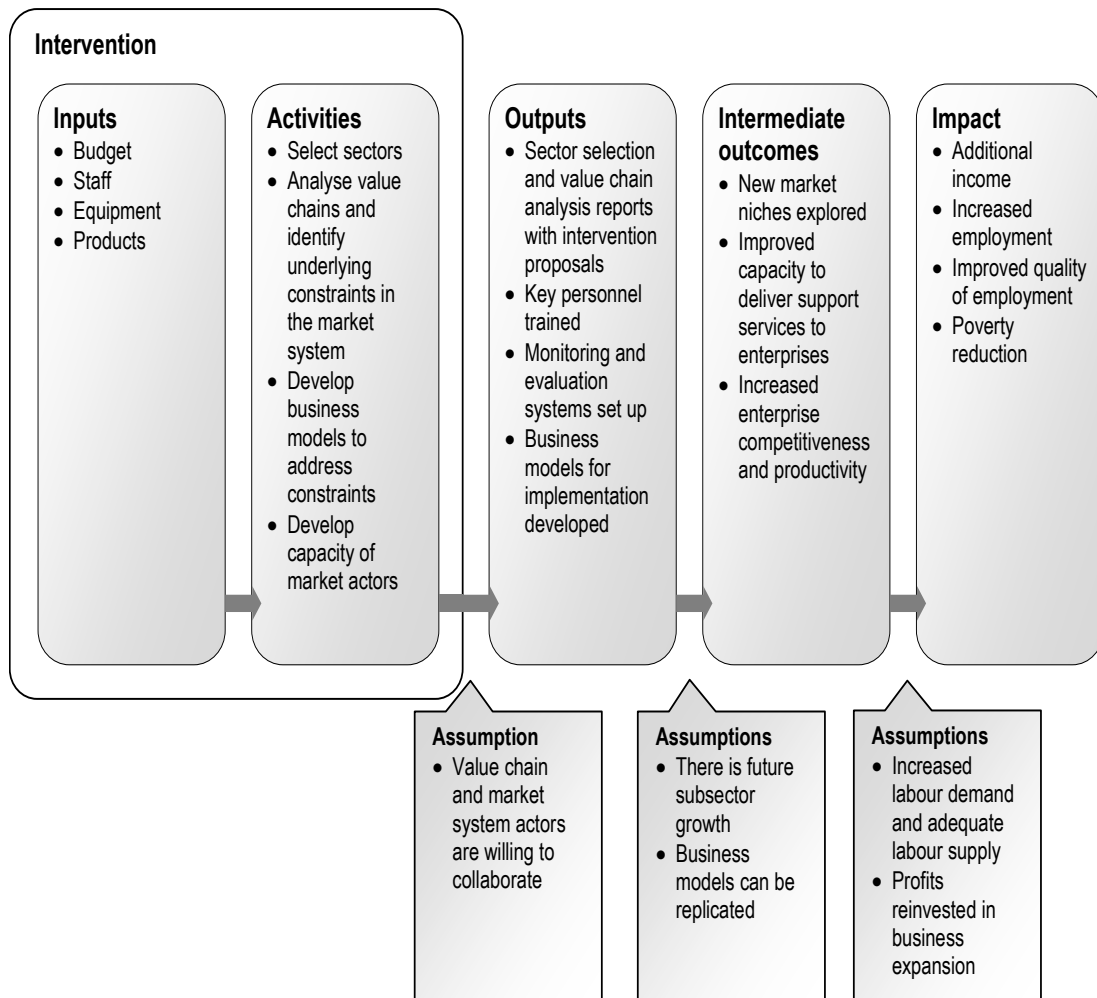 Intervention
Inputs
• Budget
• Staff
• Equipment
• Products
Activities
• Select sectors
• Analyse value
chains and
identify
underlying
constraints in
the market
system
• Develop
business
models to
address
constraints
• Develop
capacity of
market actors
Outputs
• Sector selection
and value chain
analysis reports
with intervention
proposals
• Key personnel
trained
• Monitoring and
evaluation
systems set up
• Business
models for
implementation
developed
Intermediate
outcomes
• New market
niches explored
• Improved
capacity to
deliver support
services to
enterprises
• Increased
enterprise
competitiveness
and productivity
Impact
• Additional
income
• Increased
employment
• Improved quality
of employment
• Poverty
reduction
Assumption
• Value chain
and market
system actors
are willing to
collaborate
Assumptions
• There is future
subsector
growth
• Business
models can be
replicated
Assumptions
• Increased
labour demand
and adequate
labour supply
• Profits
reinvested in
business
expansion